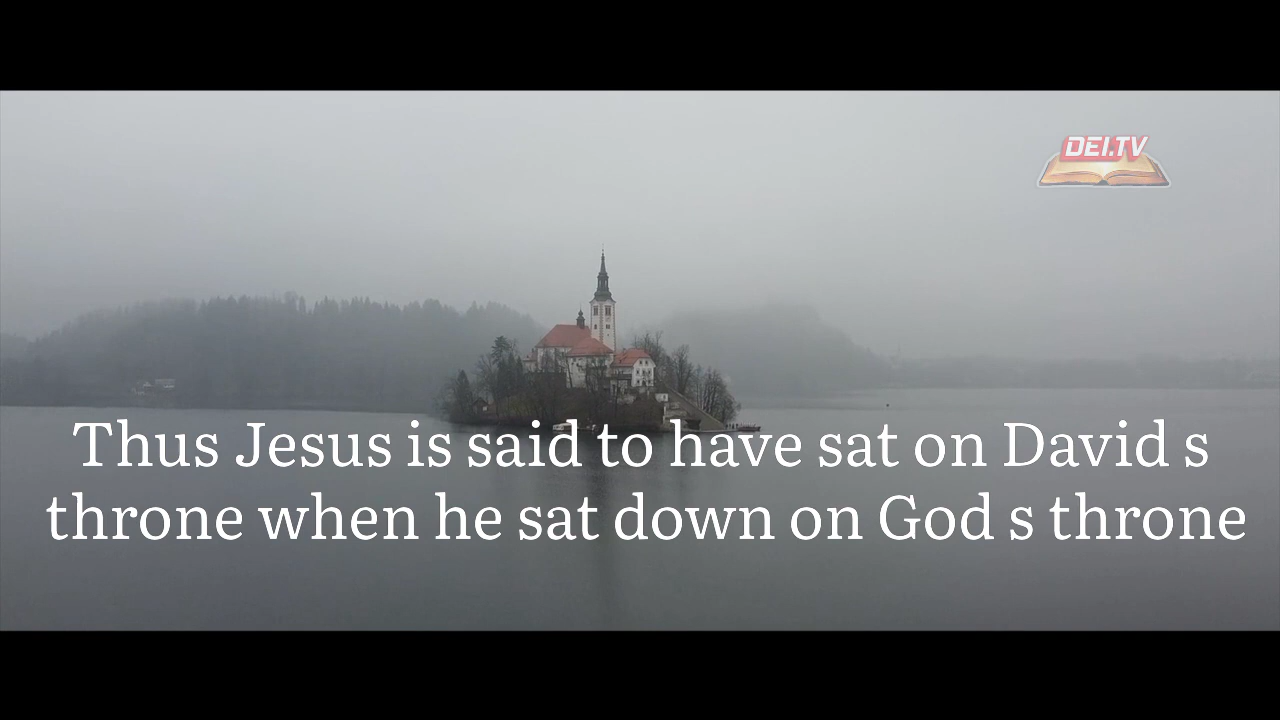 DEI.TV
Thus Jesus is said to have sat on David s
throne when he sat down on God s throne